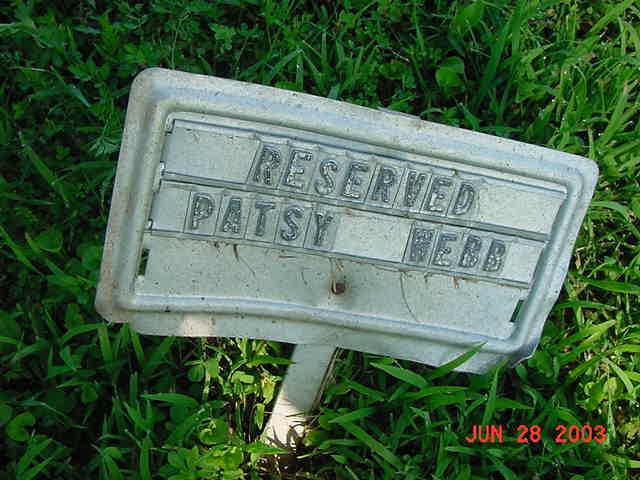 RESERVED
PATSY WEBB
JUN 28 2003